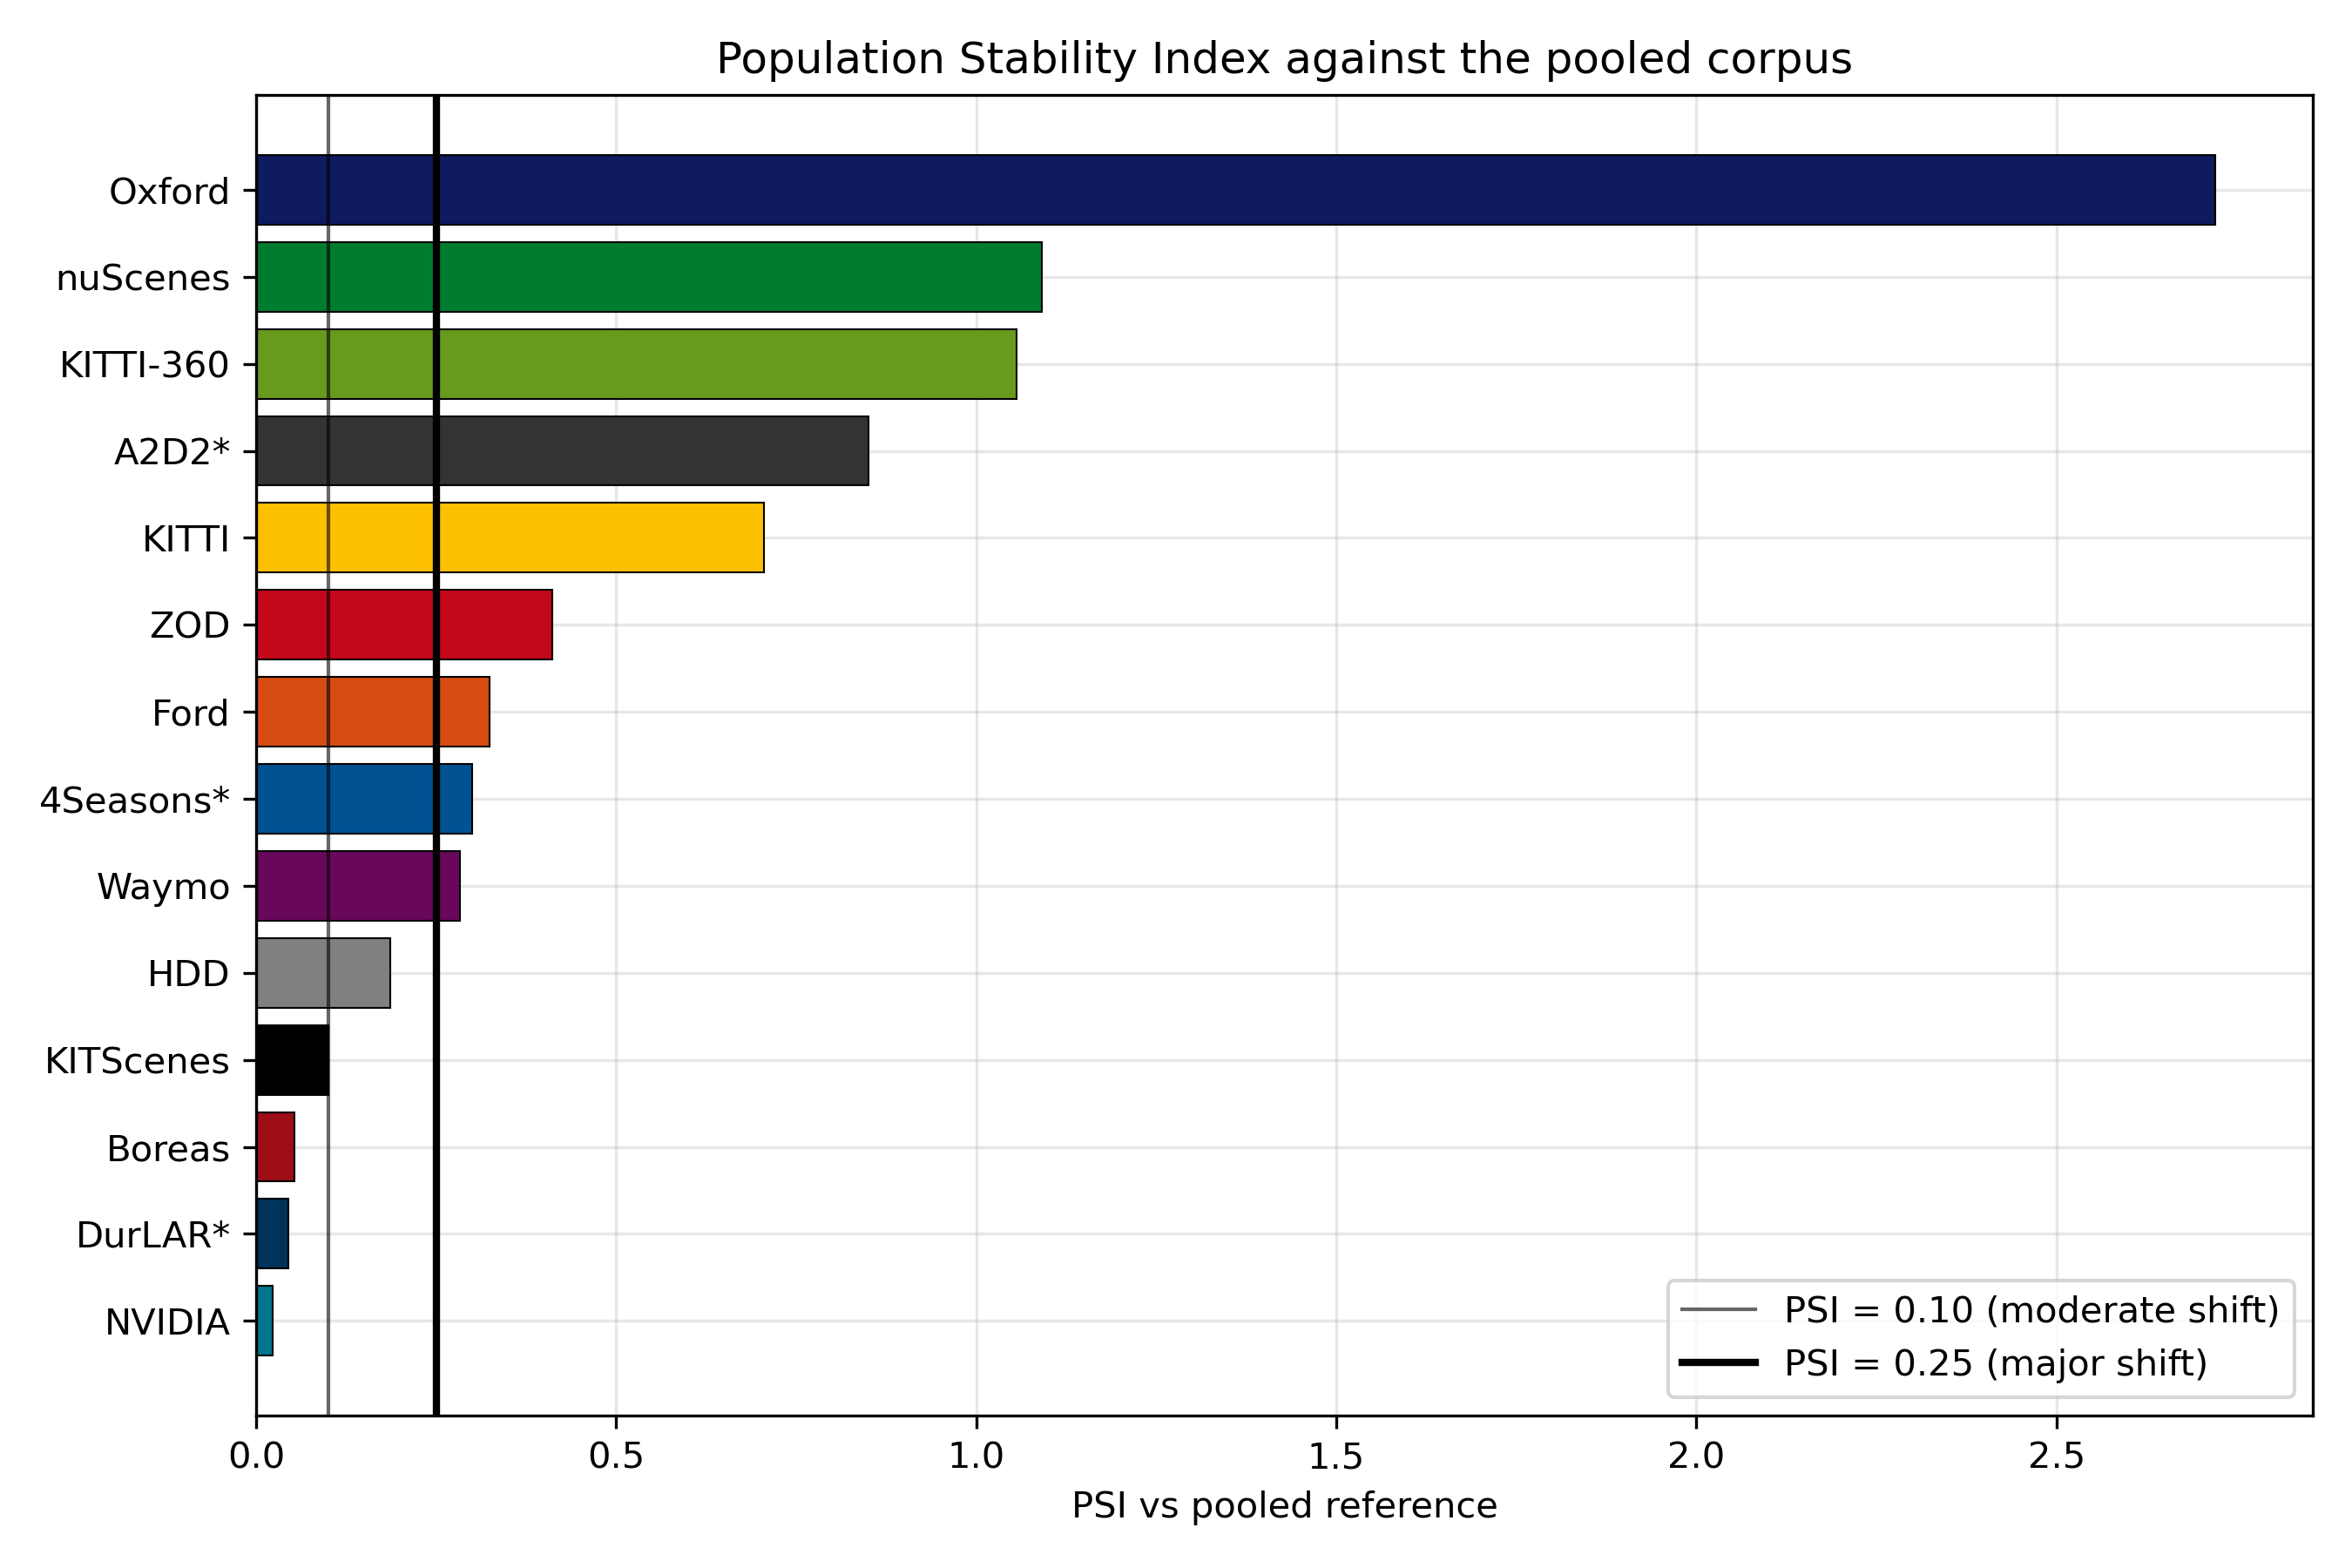 Population Stability Index against the pooled corpus
Oxford
nuScenes
KITTI-360
A2D2*
KITTI
ZOD
Ford
4Seasons*
Waymo
HDD
KITScenes
Boreas
DurLAR*
NVIDIA
PSI = 0.10 (moderate shift)
PSI = 0.25 (major shift)
0.0 0.5 1.0 1.5 2.0 2.5
PSI vs pooled reference